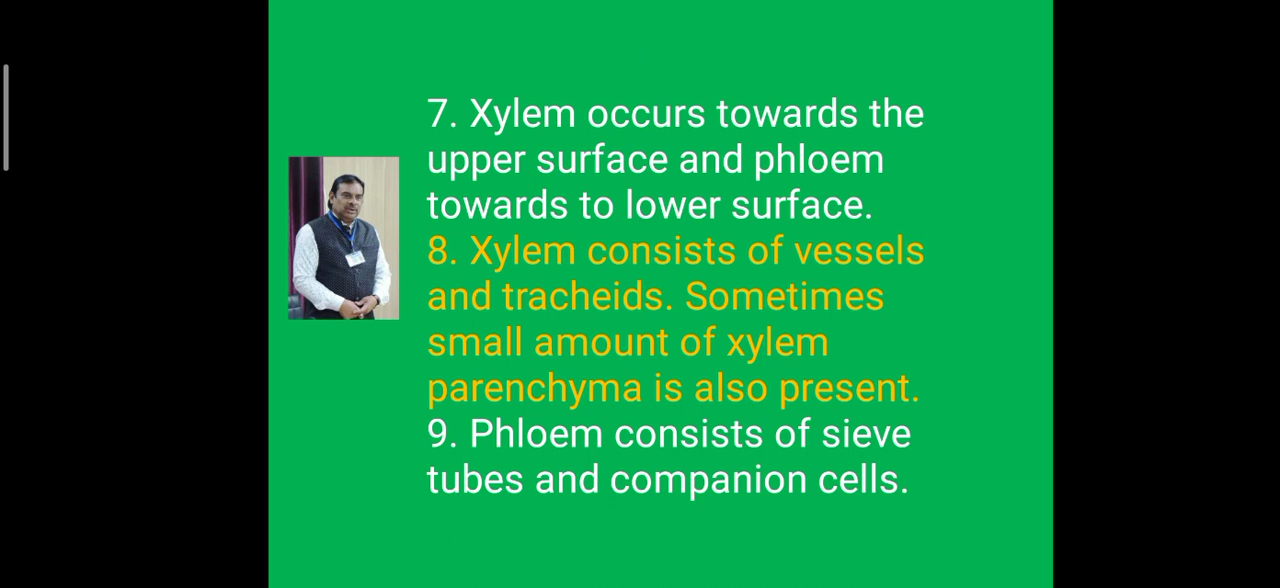 7. Xylem occurs towards the
upper surface and phloem
towards to lower surface.
8. Xylem consists of vessels
and tracheids. Sometimes
small amount of xylem
parenchyma is also present.
9. Phloem consists of sieve
tubes and companion cells.